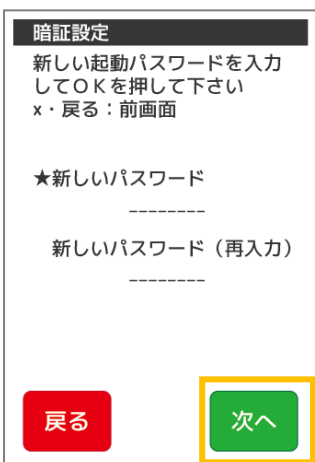 暗証設定
新しい起動パスワードを入力
してＯＫを押して下さい
x・戻る：前画面
★新しいパスワード
--------
新しいパスワード（再入力）
--------
戻る 次へ